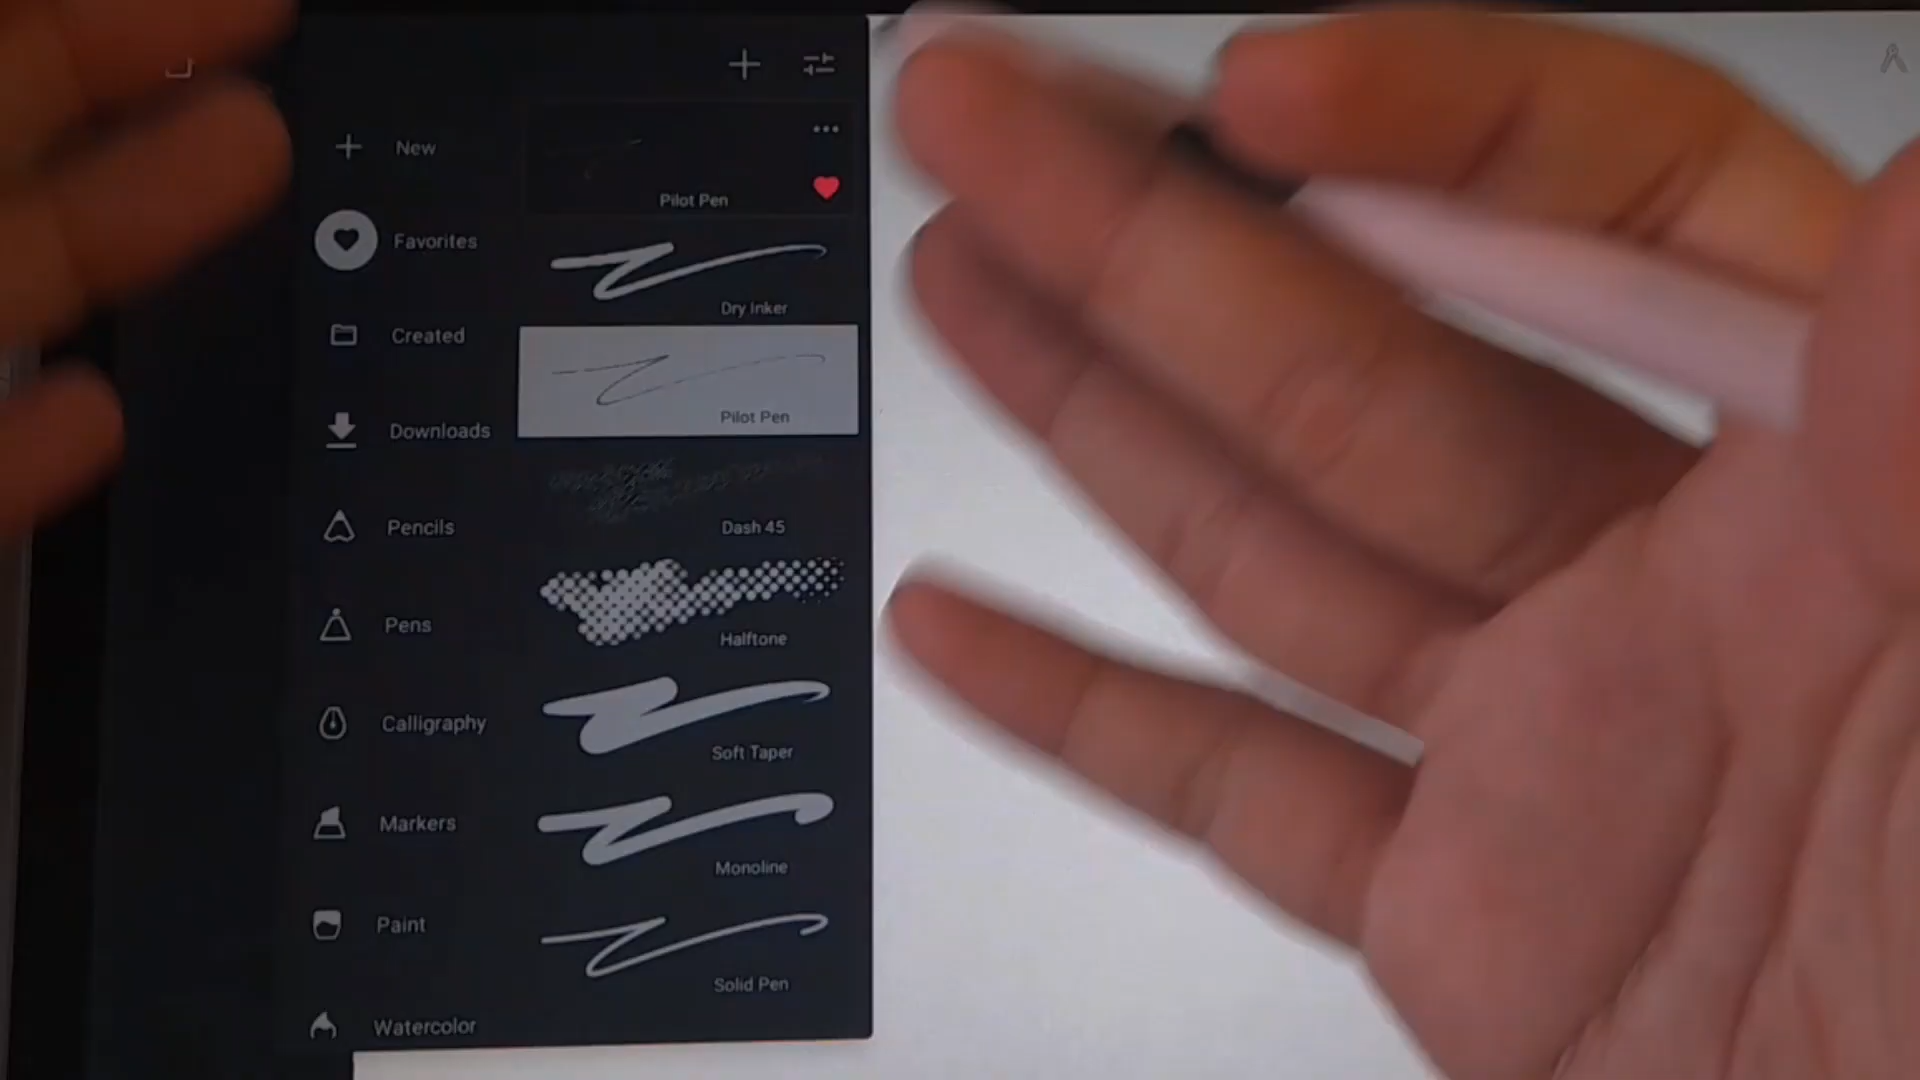 New
Favorites
Created
Downloads
Pencils
Pens
Calligraphy
Markers
Paint
Watercolor
Pilot Pen
Dry Inker
Pilot Pen
Dash 45
Halftone
Soft Taper
Monoline
Solid Pen